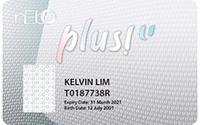 plus!
KELVIN LIM
T0187738R
Expiry Date: 31 March 2021
Birth Date: 12 July 2001